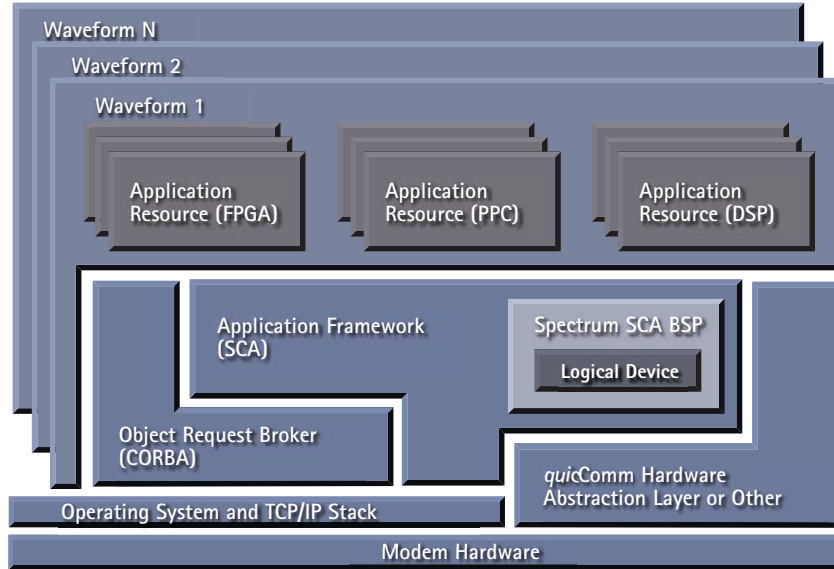 Waveform N
Waveform 2
Waveform 1
Application
Resource (FPGA)
Application
Resource (PPC)
Application
Resource (DSP)
Application Framework
(SCA)
Spectrum SCA BSP
Logical Device
Object Request Broker
(CORBA)
quicComm Hardware
Abstraction Layer or Other
Operating System and TCP/IP Stack
Modem Hardware